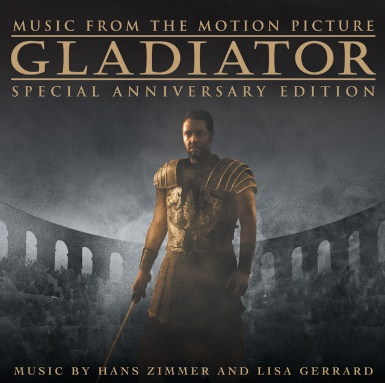 MUSIC FROM THE MOTION PICTURE
GLADIATOR
SPECIAL ANNIVERSARY EDITION
MUSIC BY HANS ZIMMER AND LISA GERRARD